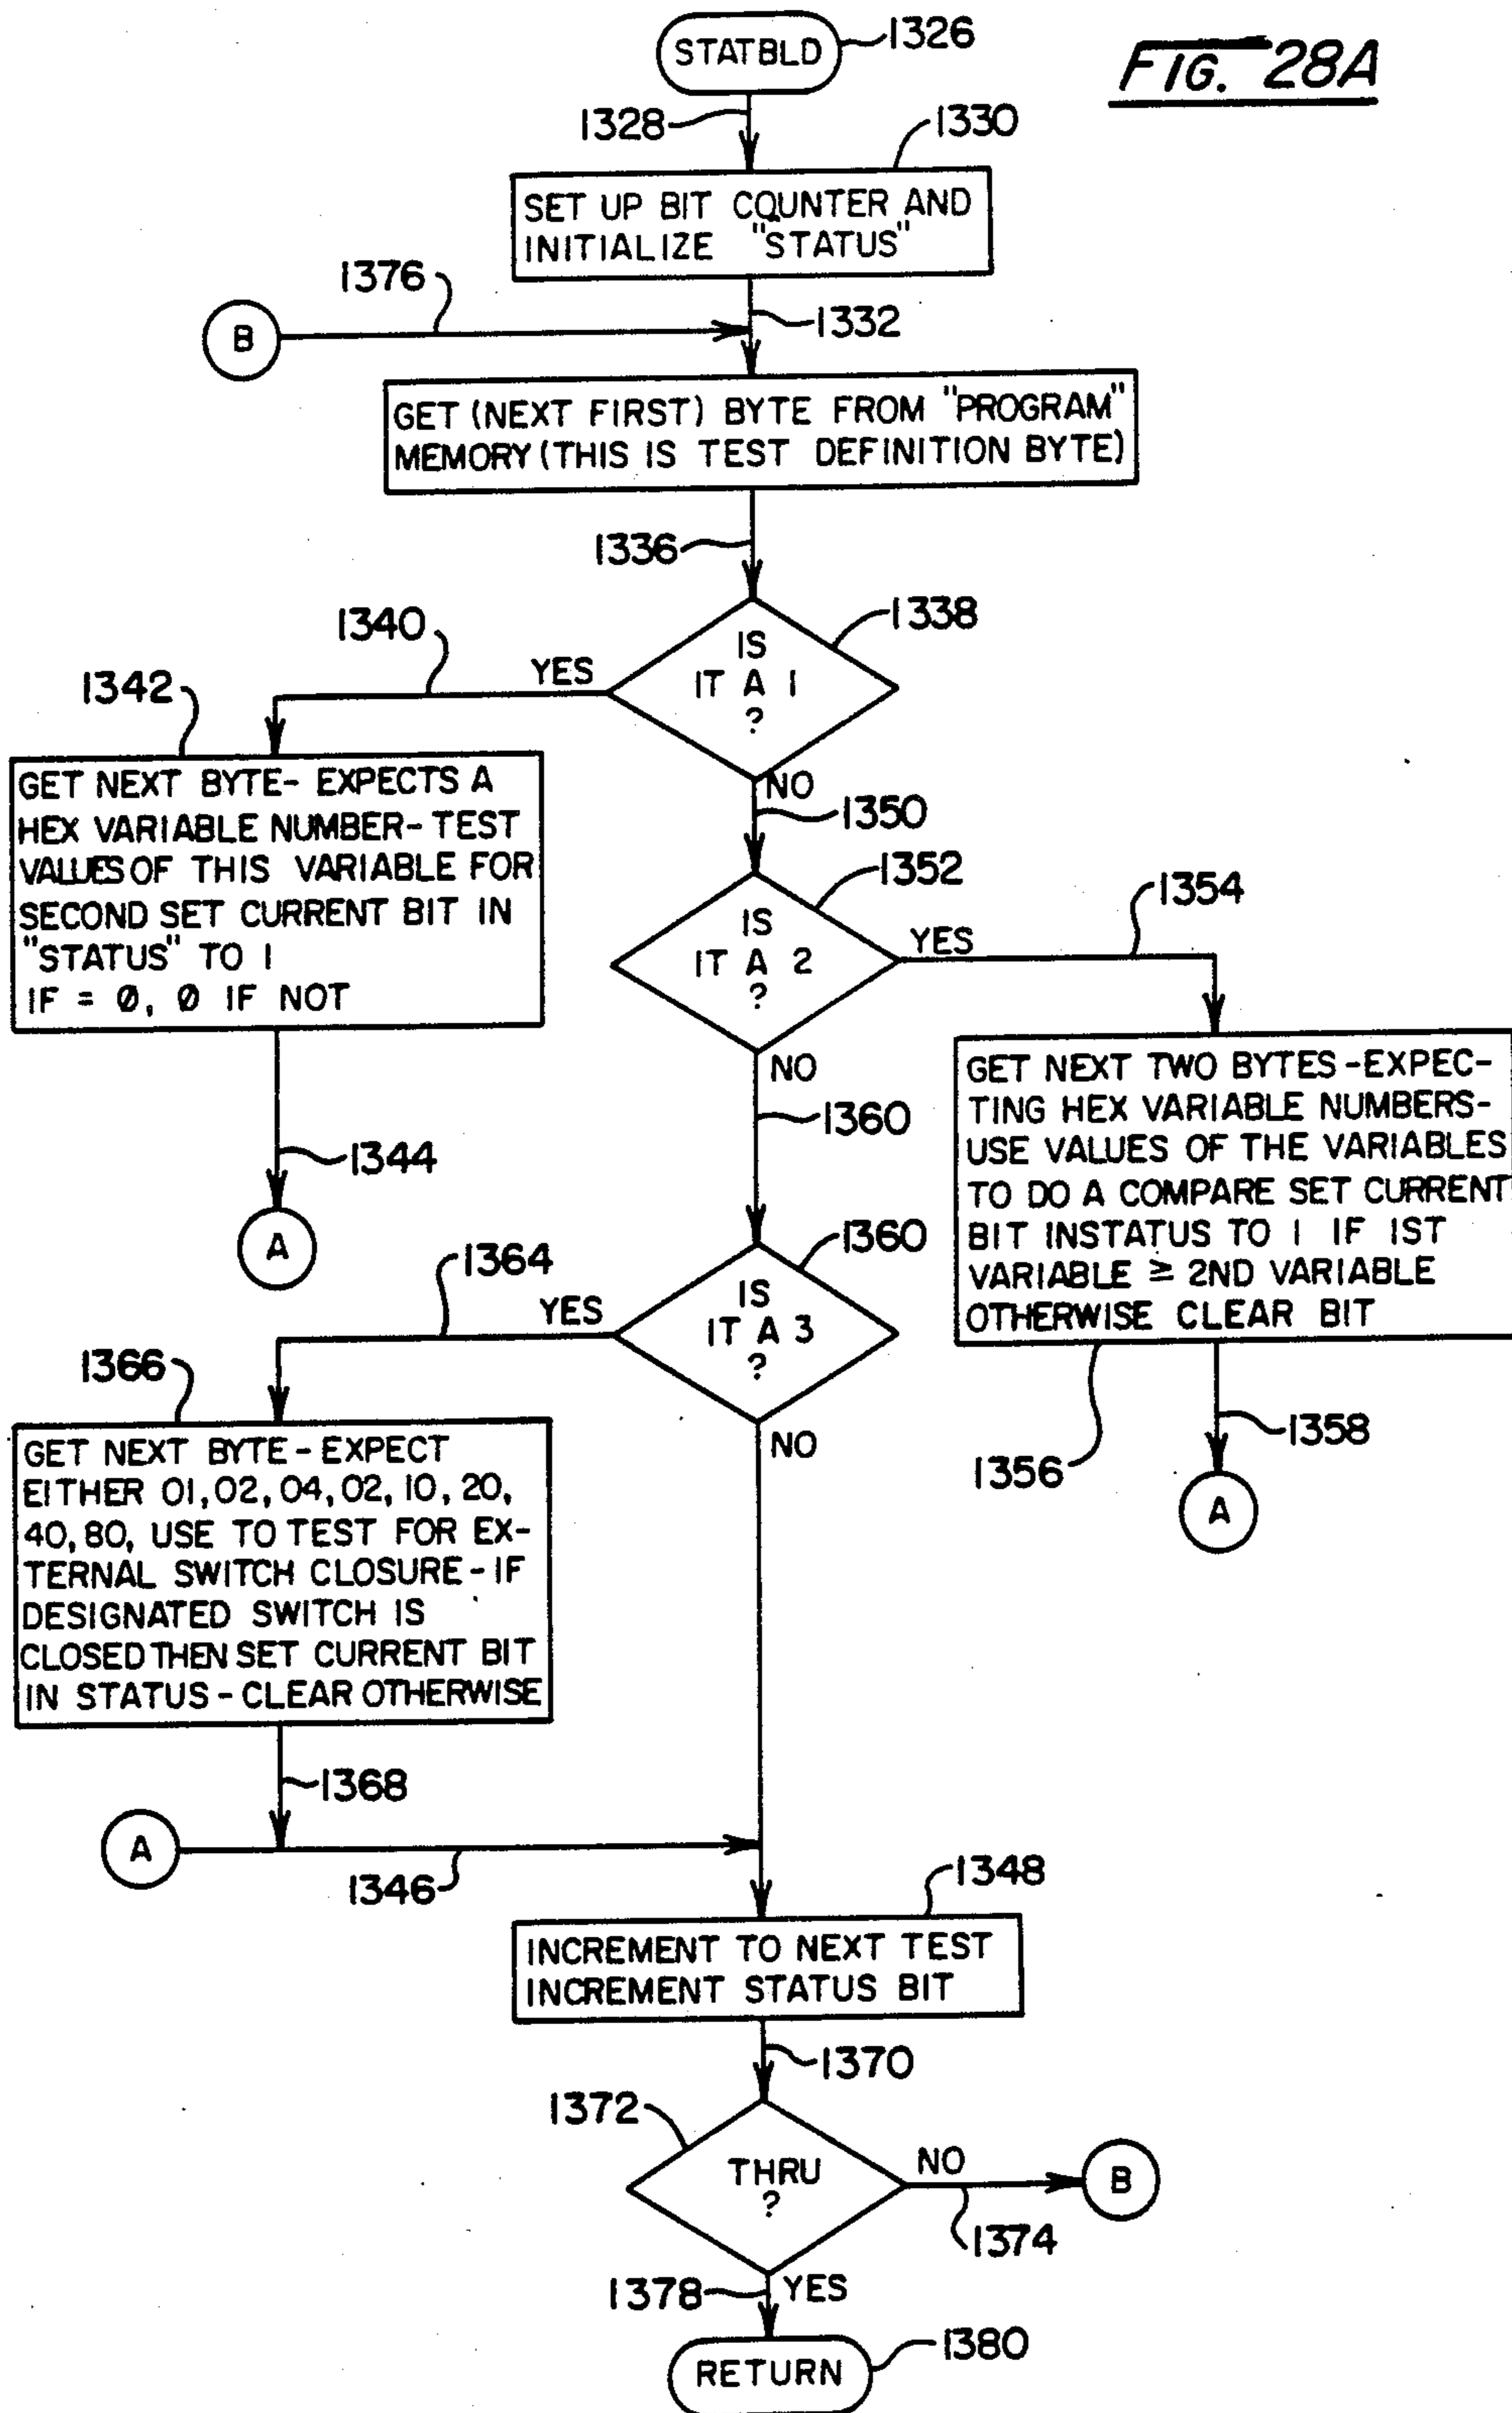 STATBLD
1326
FIG. 28A
1328
1330
SET UP BIT COUNTER AND
INITIALIZE "STATUS"
1376
B
1332
GET (NEXT FIRST) BYTE FROM "PROGRAM"
MEMORY (THIS IS TEST DEFINITION BYTE)
1336
1338
IS
IT A 1
?
1340
YES
1342
GET NEXT BYTE- EXPECTS A
HEX VARIABLE NUMBER-TEST
VALUES OF THIS VARIABLE FOR
SECOND SET CURRENT BIT IN
"STATUS" TO 1
IF = Ø, Ø IF NOT
1344
A
NO
1350
1352
IS
IT A 2
?
YES
1354
GET NEXT TWO BYTES -EXPEC-
TING HEX VARIABLE NUMBERS-
USE VALUES OF THE VARIABLES
TO DO A COMPARE SET CURRENT
BIT INSTATUS TO 1 IF 1ST
VARIABLE ≥ 2ND VARIABLE
OTHERWISE CLEAR BIT
1356
1358
A
NO
1360
1360
IS
IT A 3
?
1364
YES
1366
GET NEXT BYTE - EXPECT
EITHER 01, 02, 04, 02, 10, 20,
40, 80, USE TO TEST FOR EX-
TERNAL SWITCH CLOSURE - IF
DESIGNATED SWITCH IS
CLOSED THEN SET CURRENT BIT
IN STATUS - CLEAR OTHERWISE
NO
1368
A
1346
1348
INCREMENT TO NEXT TEST
INCREMENT STATUS BIT
1370
1372
THRU
?
NO
1374
B
1378
YES
RETURN
1380